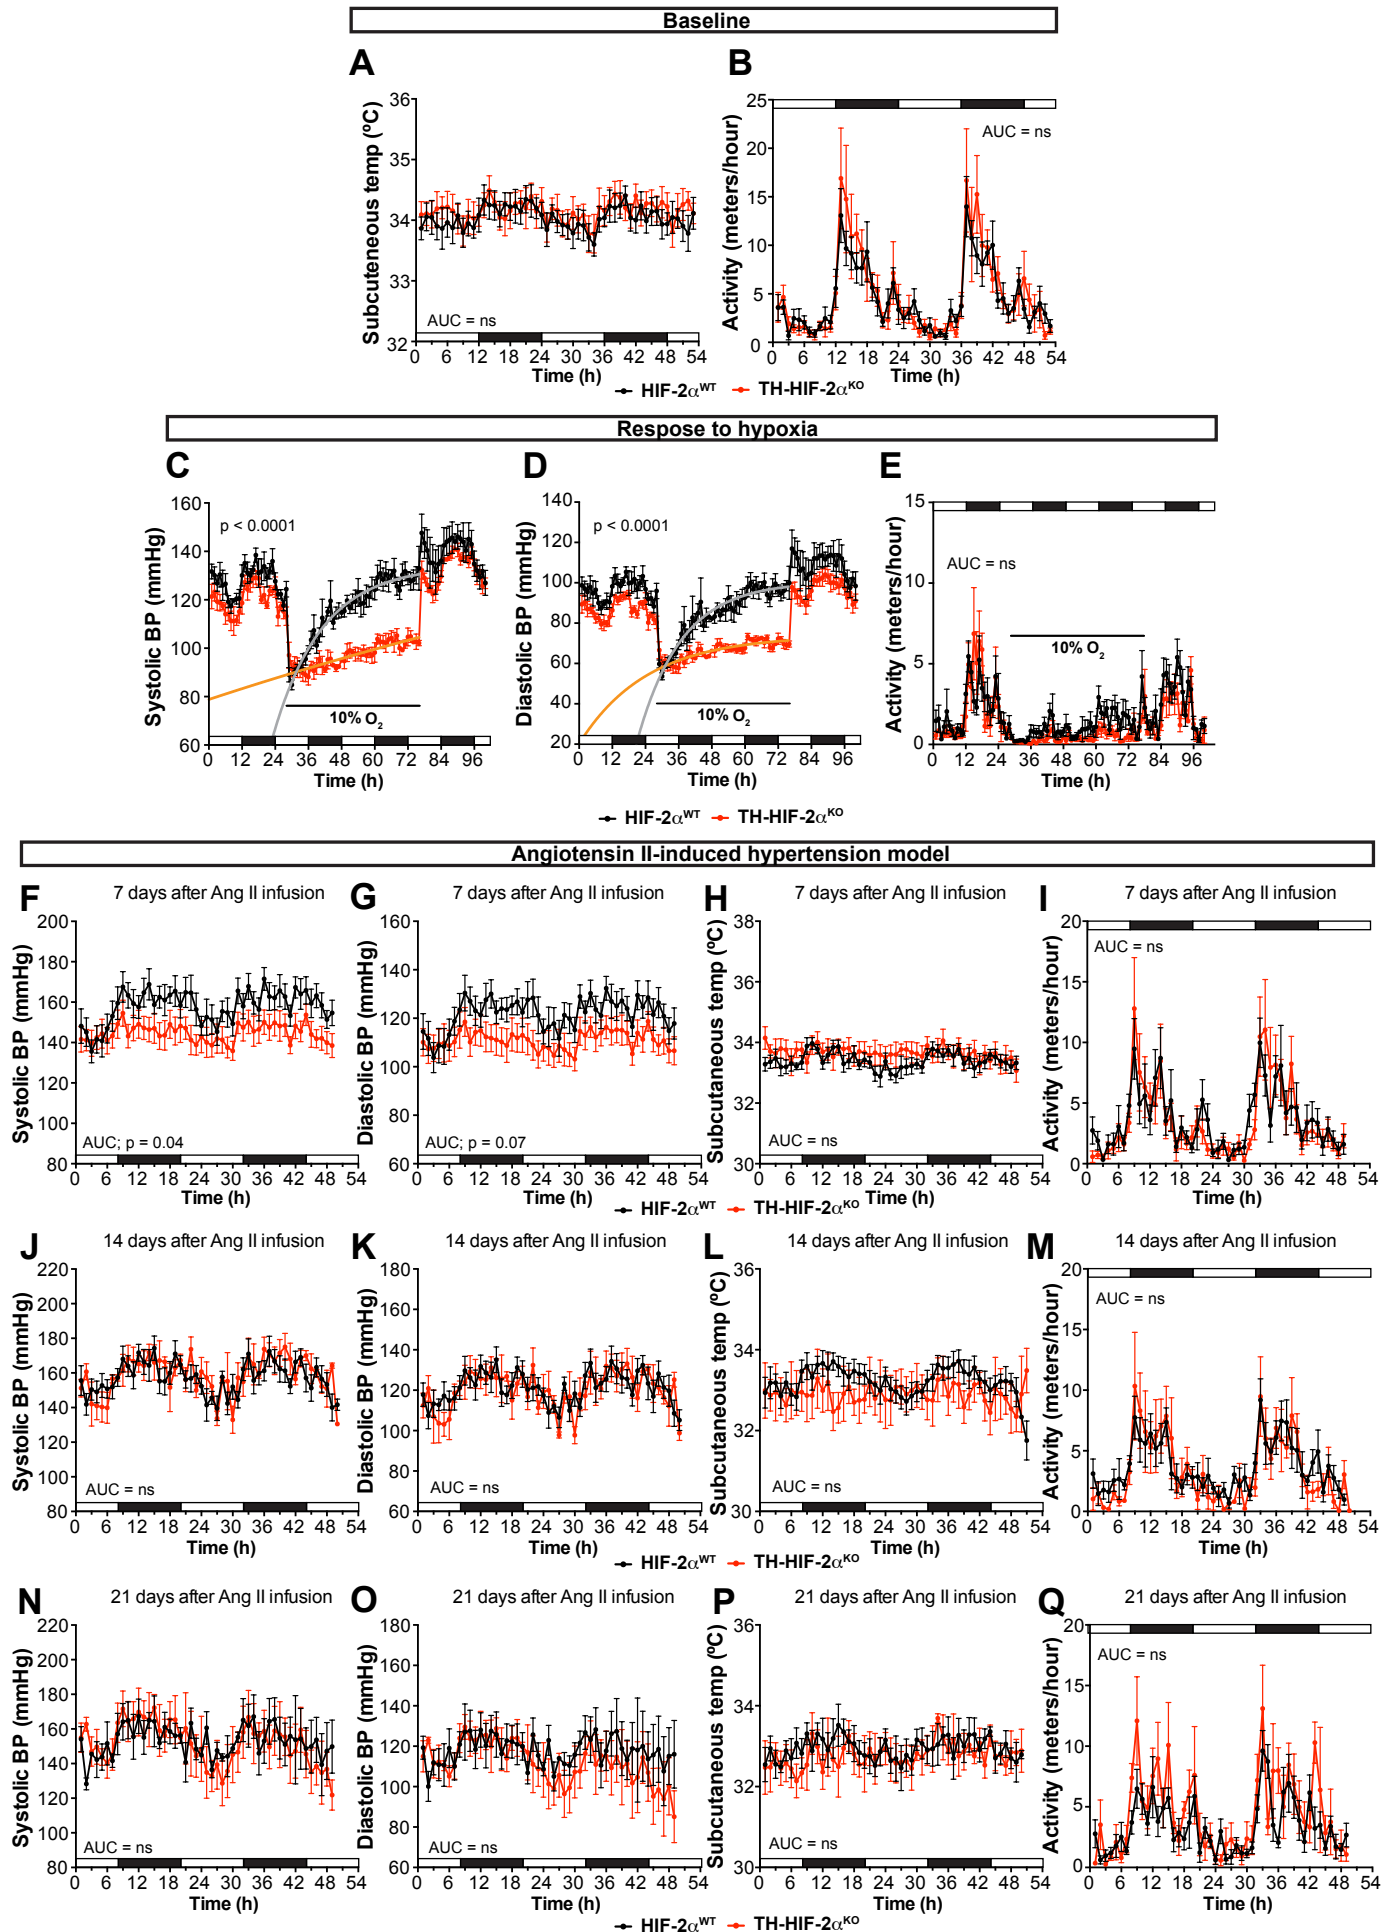 Baseline
A
B
Subcuteneous temp (ºC)
36
35
34
33
32
AUC = ns
0 6 12 18 24 30 36 42 48 54
Time (h)
Activity (meters/hour)
25
20
15
10
5
0
AUC = ns
0 6 12 18 24 30 36 42 48 54
Time (h)
HIF-2α^WT TH-HIF-2α^KO
Respose to hypoxia
C
D
E
Systolic BP (mmHg)
160
140
120
100
80
60
p < 0.0001
10% O₂
0 12 24 36 48 60 72 84 96
Time (h)
Diastolic BP (mmHg)
140
120
100
80
60
40
20
p < 0.0001
10% O₂
0 12 24 36 48 60 72 84 96
Time (h)
Activity (meters/hour)
15
10
5
0
AUC = ns
10% O₂
0 12 24 36 48 60 72 84 96
Time (h)
HIF-2α^WT TH-HIF-2α^KO
Angiotensin II-induced hypertension model
F
7 days after Ang II infusion
Systolic BP (mmHg)
200
180
160
140
120
100
80
AUC; p = 0.04
0 6 12 18 24 30 36 42 48 54
Time (h)
G
7 days after Ang II infusion
Diastolic BP (mmHg)
160
140
120
100
80
60
AUC; p = 0.07
0 6 12 18 24 30 36 42 48 54
Time (h)
H
7 days after Ang II infusion
Subcutaneous temp (ºC)
38
36
34
32
30
AUC = ns
0 6 12 18 24 30 36 42 48 54
Time (h)
I
7 days after Ang II infusion
Activity (meters/hour)
20
15
10
5
0
AUC = ns
0 6 12 18 24 30 36 42 48 54
Time (h)
HIF-2α^WT TH-HIF-2α^KO
J
14 days after Ang II infusion
Systolic BP (mmHg)
220
200
180
160
140
120
100
80
AUC = ns
0 6 12 18 24 30 36 42 48 54
Time (h)
K
14 days after Ang II infusion
Diastolic BP (mmHg)
180
160
140
120
100
80
60
AUC = ns
0 6 12 18 24 30 36 42 48 54
Time (h)
L
14 days after Ang II infusion
Subcutaneous temp (ºC)
36
34
32
30
AUC = ns
0 6 12 18 24 30 36 42 48 54
Time (h)
M
14 days after Ang II infusion
Activity (meters/hour)
20
15
10
5
0
AUC = ns
0 6 12 18 24 30 36 42 48 54
Time (h)
HIF-2α^WT TH-HIF-2α^KO
N
21 days after Ang II infusion
Systolic BP (mmHg)
220
200
180
160
140
120
100
80
AUC = ns
0 6 12 18 24 30 36 42 48 54
Time (h)
O
21 days after Ang II infusion
Diastolic BP (mmHg)
180
160
140
120
100
80
60
AUC = ns
0 6 12 18 24 30 36 42 48 54
Time (h)
P
21 days after Ang II infusion
Subcutaneous temp (ºC)
36
34
32
30
AUC = ns
0 6 12 18 24 30 36 42 48 54
Time (h)
Q
21 days after Ang II infusion
Activity (meters/hour)
20
15
10
5
0
AUC = ns
0 6 12 18 24 30 36 42 48 54
Time (h)
HIF-2α^WT TH-HIF-2α^KO